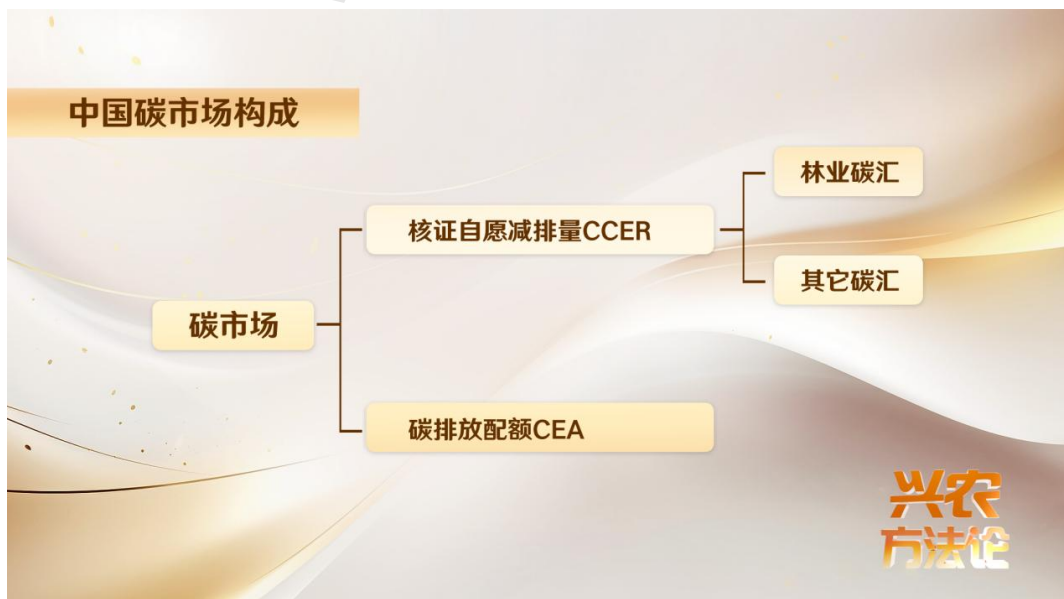 中国碳市场构成
林业碳汇
核证自愿减排量CCER
其它碳汇
碳市场
碳排放配额CEA
兴农
方法论